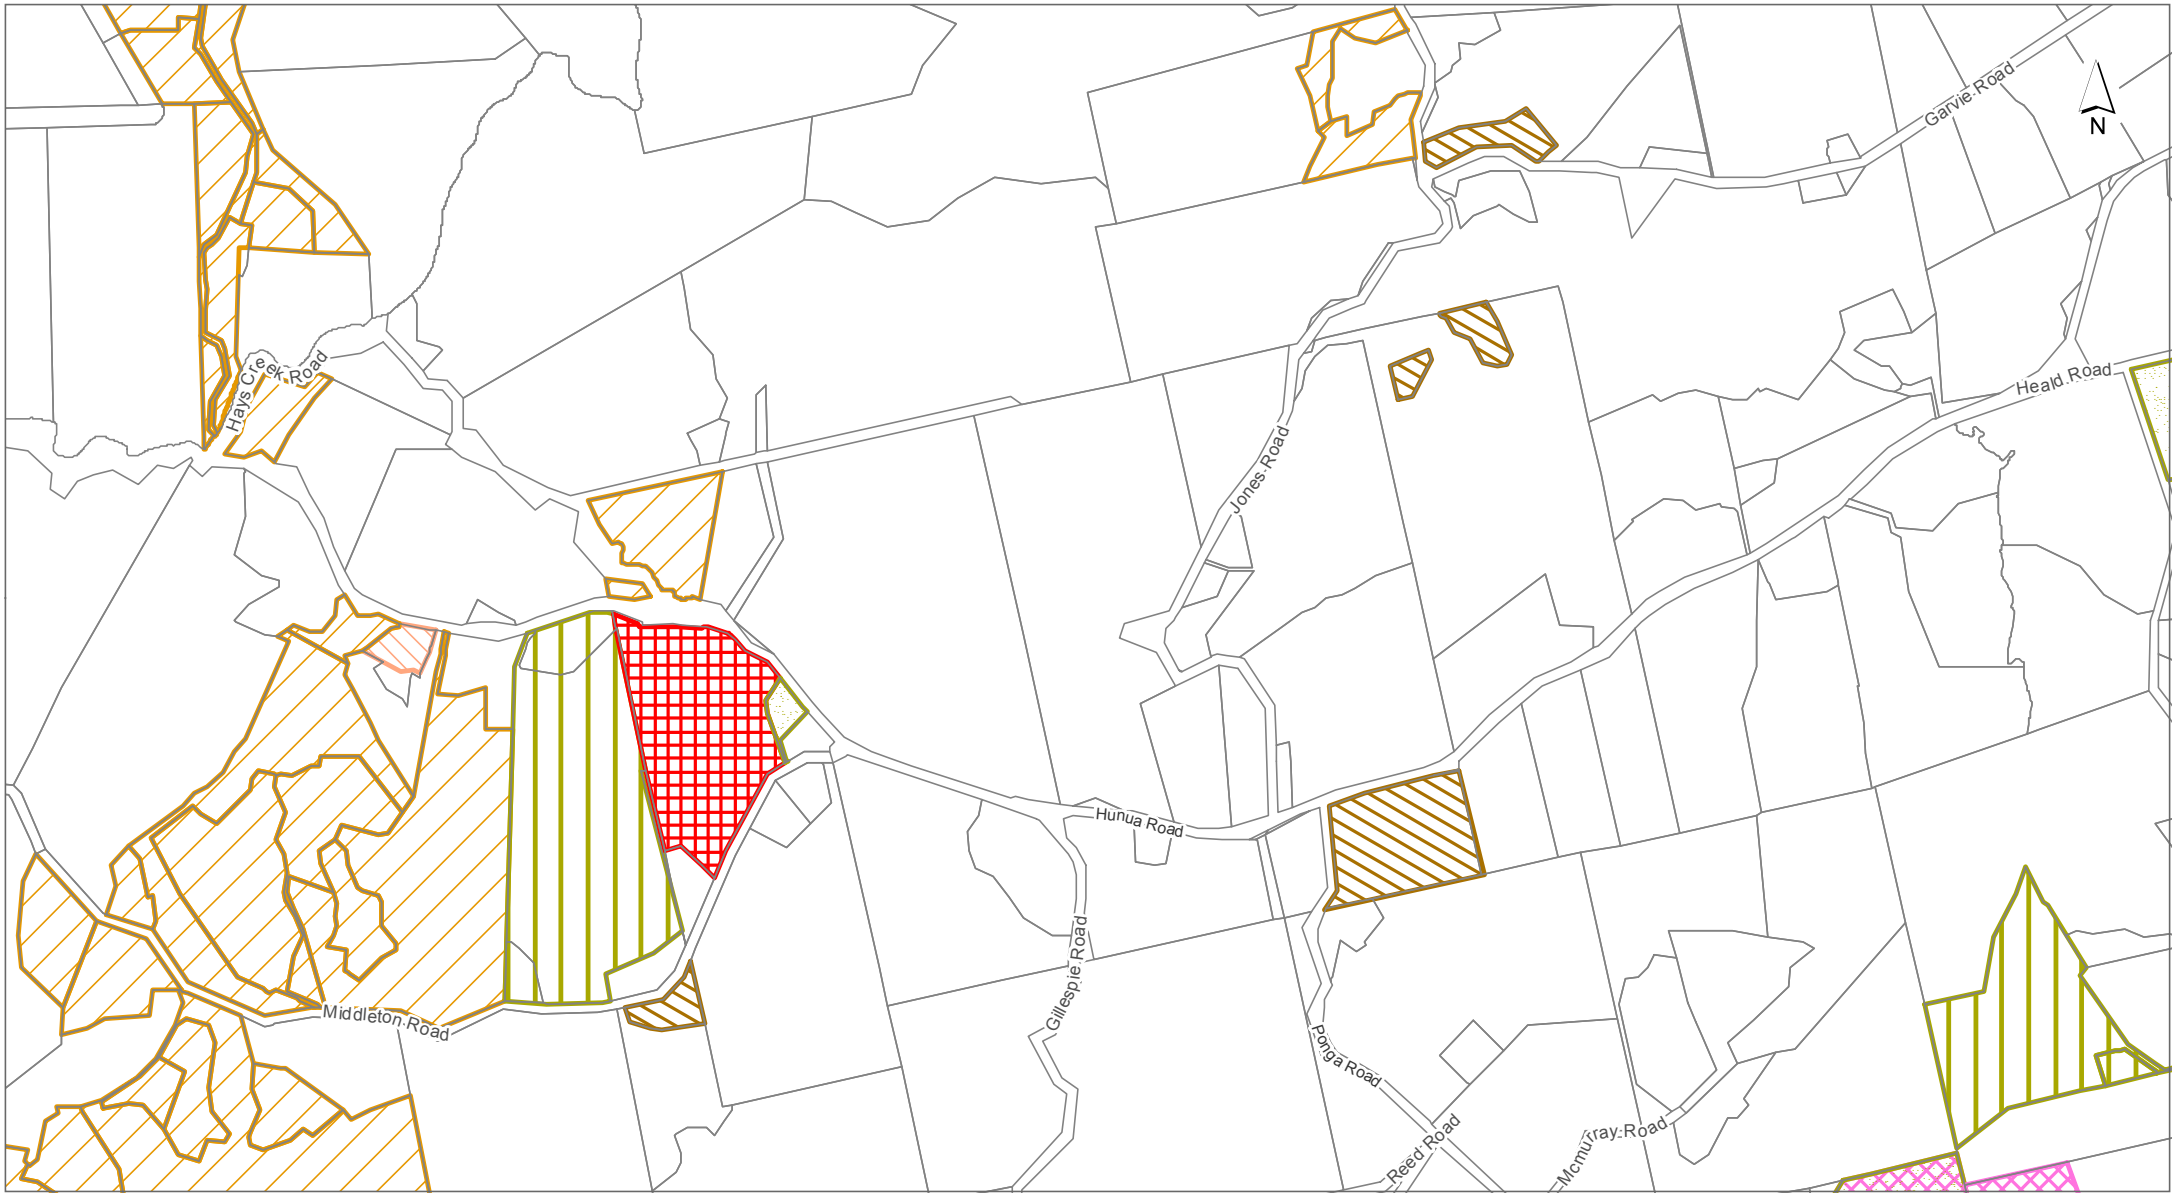 Garvie Road
N
Hays Creek Road
Heald Road
Jones Road
Hunua Road
Gillespie Road
Middleton Road
Ponga Road
Reed Road
Mcmurray Road